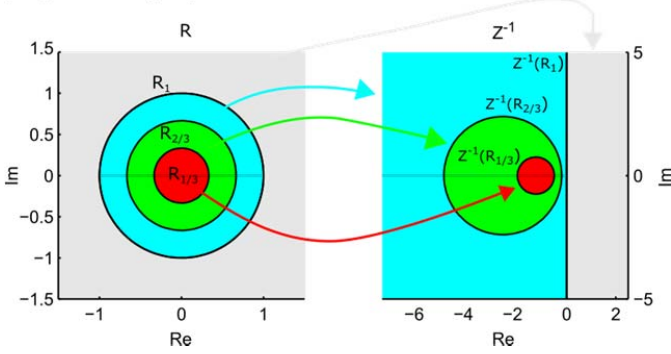 R
Z⁻¹
1.5
1
0.5
0
−0.5
−1
−1.5
Im
R₁
R₂/₃
R₁/₃
−1
0
1
Re
Z⁻¹(R₁)
Z⁻¹(R₂/₃)
Z⁻¹(R₁/₃)
5
0
−5
Im
−6
−4
−2
0
2
Re